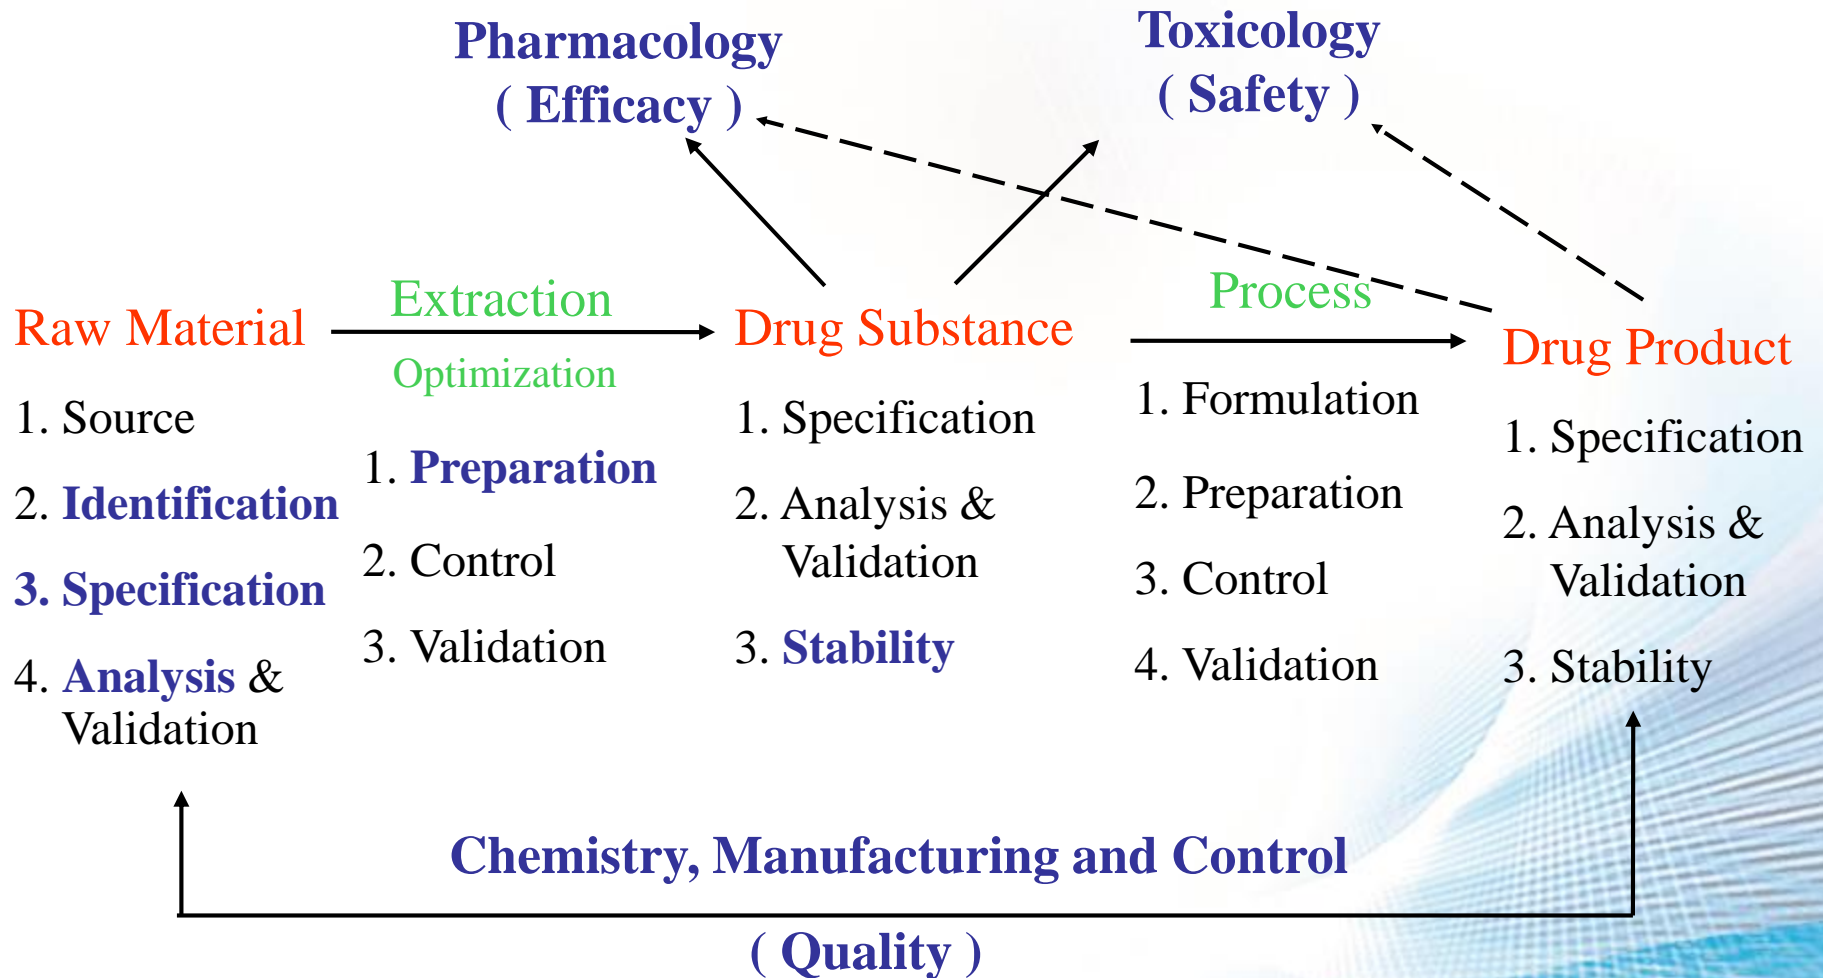 Pharmacology
( Efficacy )
Toxicology
( Safety )
Raw Material
Extraction
Optimization
Drug Substance
Process
Drug Product
1. Source
2. Identification
3. Specification
4. Analysis &
Validation
1. Preparation
2. Control
3. Validation
1. Specification
2. Analysis &
Validation
3. Stability
1. Formulation
2. Preparation
3. Control
4. Validation
1. Specification
2. Analysis &
Validation
3. Stability
Chemistry, Manufacturing and Control
( Quality )